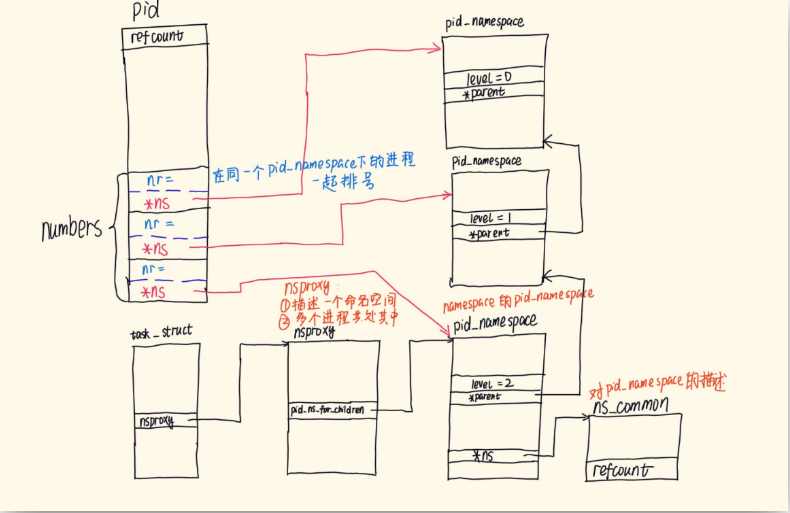 pid
refcount
nr=
*ns
nr=
*ns
nr=
*ns
numbers
在同一个pid_namespace下的进程
一起排号
pid_namespace
level=0
*parent
pid_namespace
level=1
*parent
nsproxy:
①描述一个命名空间
②多个进程共处其中
namespace的pid_namespace
pid_namespace
level=2
*parent
*ns
task_struct
nsproxy
nsproxy
pid_ns_for_children
对pid_namespace的描述
ns_common
refcount